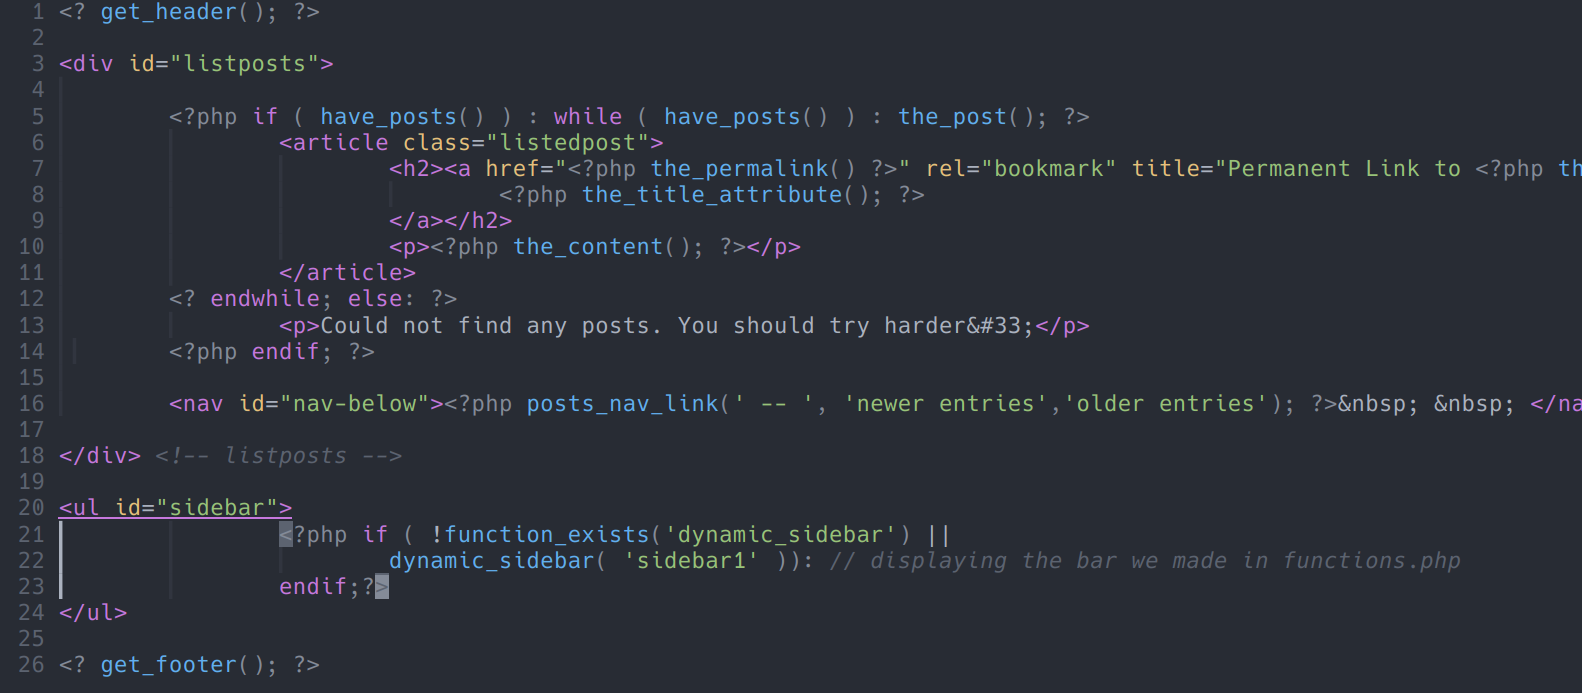 1 <? get_header(); ?>
2
3 <div id="listposts">
4
5 <?php if ( have_posts() ) : while ( have_posts() ) : the_post(); ?>
6 <article class="listedpost">
7 <h2><a href="<?php the_permalink() ?>" rel="bookmark" title="Permanent Link to <?php th
8 <?php the_title_attribute(); ?>
9 </a></h2>
10 <p><?php the_content(); ?></p>
11 </article>
12 <? endwhile; else: ?>
13 <p>Could not find any posts. You should try harder&#33;</p>
14 <?php endif; ?>
15
16 <nav id="nav-below"><?php posts_nav_link(' -- ', 'newer entries','older entries'); ?>&nbsp; &nbsp; </na
17
18 </div> <!-- listposts -->
19
20 <ul id="sidebar">
21 <?php if ( !function_exists('dynamic_sidebar') ||
22 dynamic_sidebar( 'sidebar1' )): // displaying the bar we made in functions.php
23 endif;?>
24 </ul>
25
26 <? get_footer(); ?>